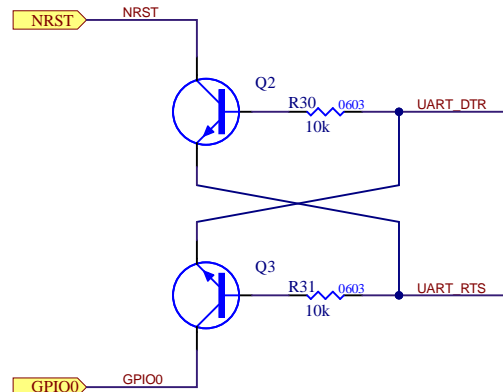 NRST NRST
Q2
R30 0603 UART_DTR
10k
Q3
R31 0603 UART_RTS
10k
GPIO0 GPIO0